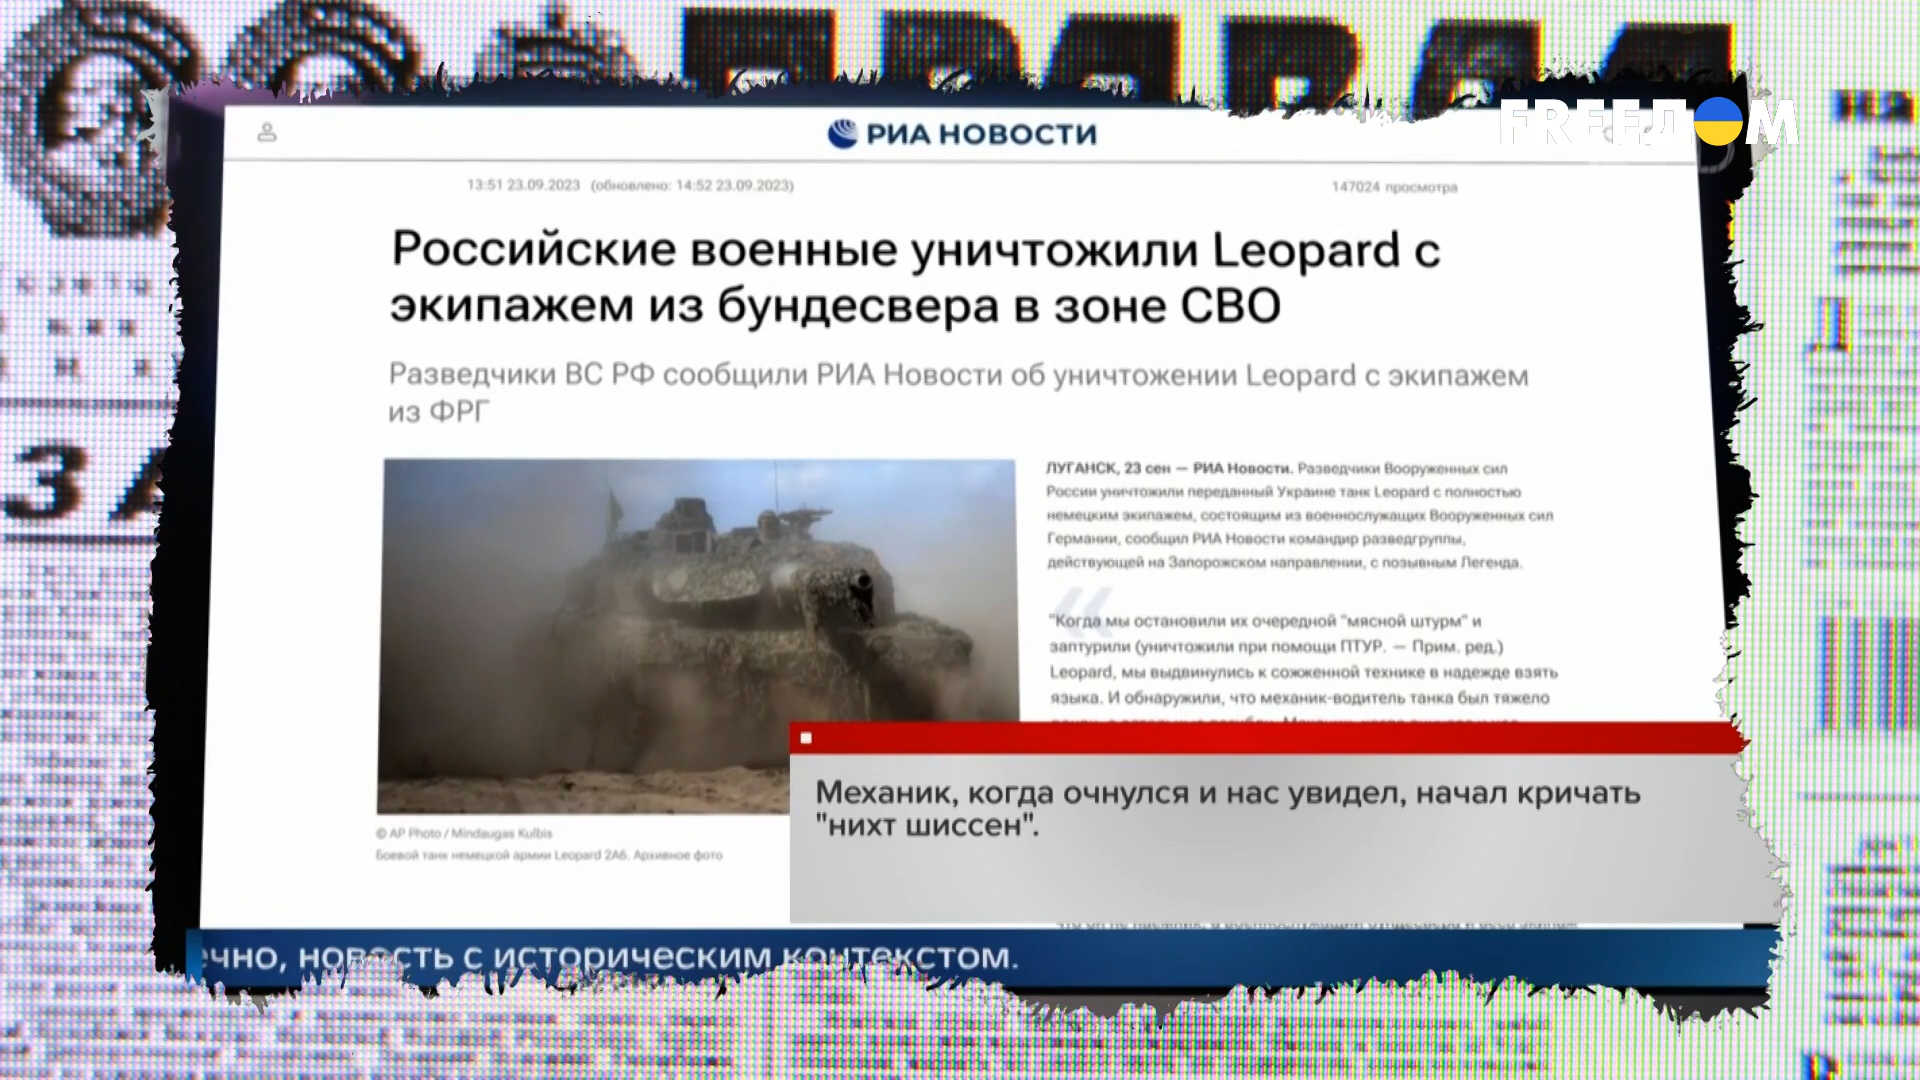 ПРАВДА
FREEДOM
РИА НОВОСТИ
13:51 23.09.2023 (обновлено: 14:52 23.09.2023)
147024 просмотра
Российские военные уничтожили Leopard с
экипажем из бундесвера в зоне СВО
Разведчики ВС РФ сообщили РИА Новости об уничтожении Leopard с экипажем
из ФРГ
ЛУГАНСК, 23 сен — РИА Новости. Разведчики Вооруженных сил
России уничтожили переданный Украине танк Leopard с полностью
немецким экипажем, состоящим из военнослужащих Вооруженных сил
Германии, сообщил РИА Новости командир разведгруппы,
действующей на Запорожском направлении, с позывным Легенда.
"Когда мы остановили их очередной "мясной штурм" и
заптурили (уничтожили при помощи ПТУР. — Прим. ред.)
Leopard, мы выдвинулись к сожженной технике в надежде взять
языка. И обнаружили, что механик-водитель танка был тяжело
Механик, когда очнулся и нас увидел, начал кричать
"нихт шиссен".
© AP Photo / Mindaugas Kulbis
Боевой танк немецкой армии Leopard 2A6. Архивное фото
ечно, новость с историческим контекстом.